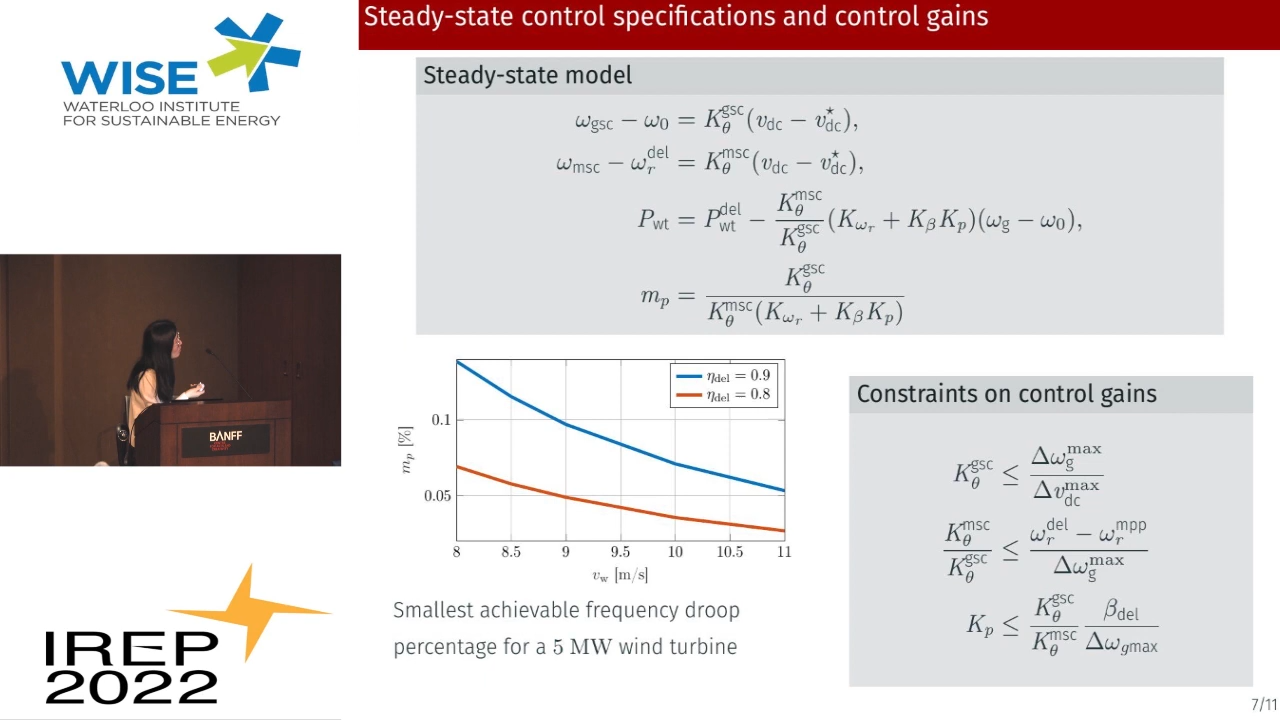 Steady-state control specifications and control gains
WISE
WATERLOO INSTITUTE
FOR SUSTAINABLE ENERGY
Steady-state model
ω_gsc − ω_0 = K_θ^gsc (v_dc − v_dc^⋆),
ω_msc − ω_r^del = K_θ^msc (v_dc − v_dc^⋆),
P_wt = P_wt^del − K_θ^msc / K_θ^gsc (K_ω_r + K_β K_p)(ω_g − ω_0),
m_p = K_θ^gsc / K_θ^msc (K_ω_r + K_β K_p)
η_del = 0.9
η_del = 0.8
0.1
0.05
m_p [%]
8 8.5 9 9.5 10 10.5 11
v_w [m/s]
Smallest achievable frequency droop
percentage for a 5 MW wind turbine
Constraints on control gains
K_θ^gsc ≤ Δω_g^max / Δv_dc^max
K_θ^msc / K_θ^gsc ≤ ω_r^del − ω_r^mpp / Δω_g^max
K_p ≤ K_θ^gsc / K_θ^msc β_del / Δω_gmax
BANFF
IREP
2022
7/11